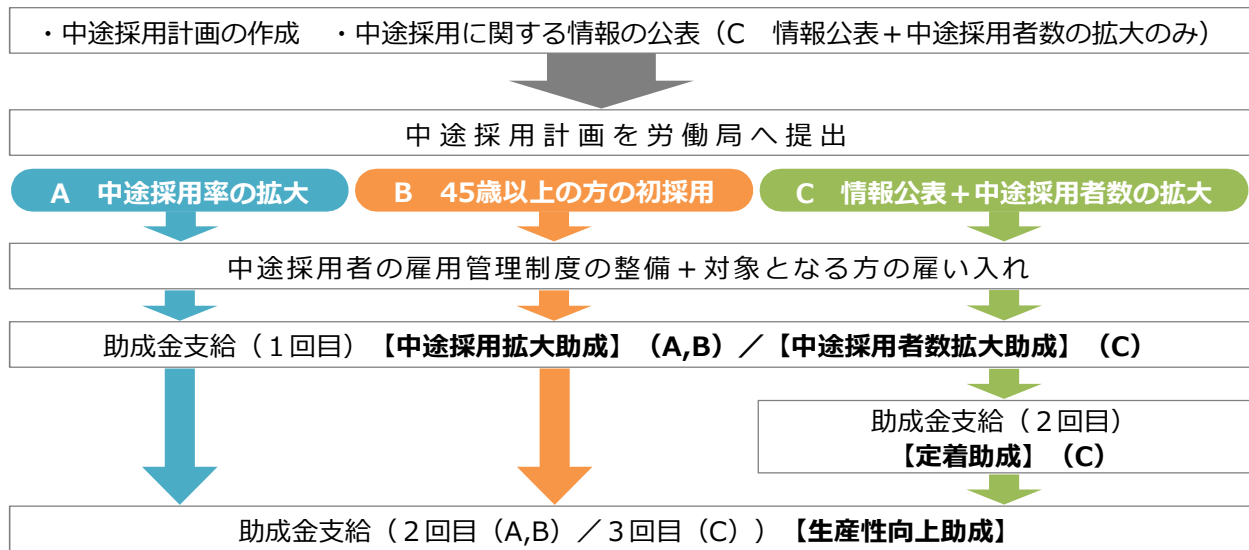 ・中途採用計画の作成　・中途採用に関する情報の公表（C　情報公表＋中途採用者数の拡大のみ）
中途採用計画を労働局へ提出
A　中途採用率の拡大
B　45歳以上の方の初採用
C　情報公表＋中途採用者数の拡大
中途採用者の雇用管理制度の整備＋対象となる方の雇い入れ
助成金支給（１回目）【中途採用拡大助成】（A,B）／【中途採用者数拡大助成】（C）
助成金支給（２回目）
【定着助成】（C）
助成金支給（２回目（A,B）／３回目（C））【生産性向上助成】